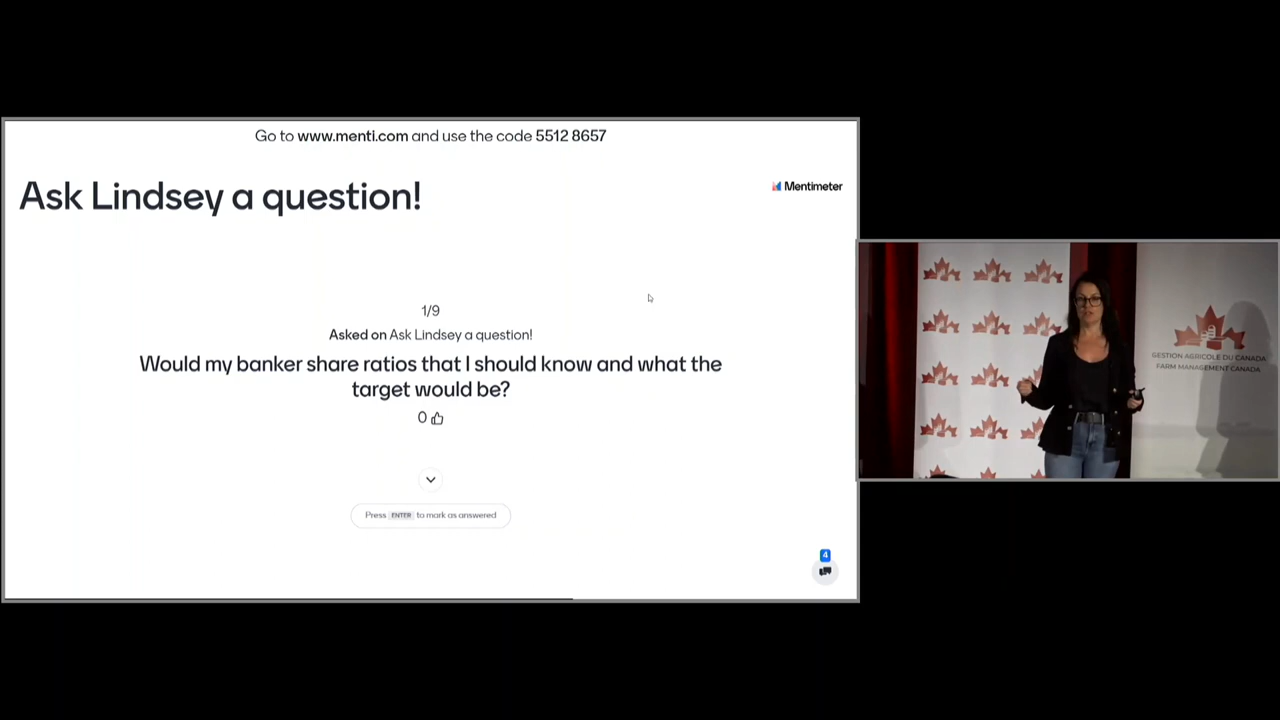 Go to www.menti.com and use the code 5512 8657
Ask Lindsey a question!
Mentimeter
1/9
Asked on Ask Lindsey a question!
Would my banker share ratios that I should know and what the
target would be?
0
Press ENTER to mark as answered
4
GESTION AGRICOLE DU CANADA
FARM MANAGEMENT CANADA